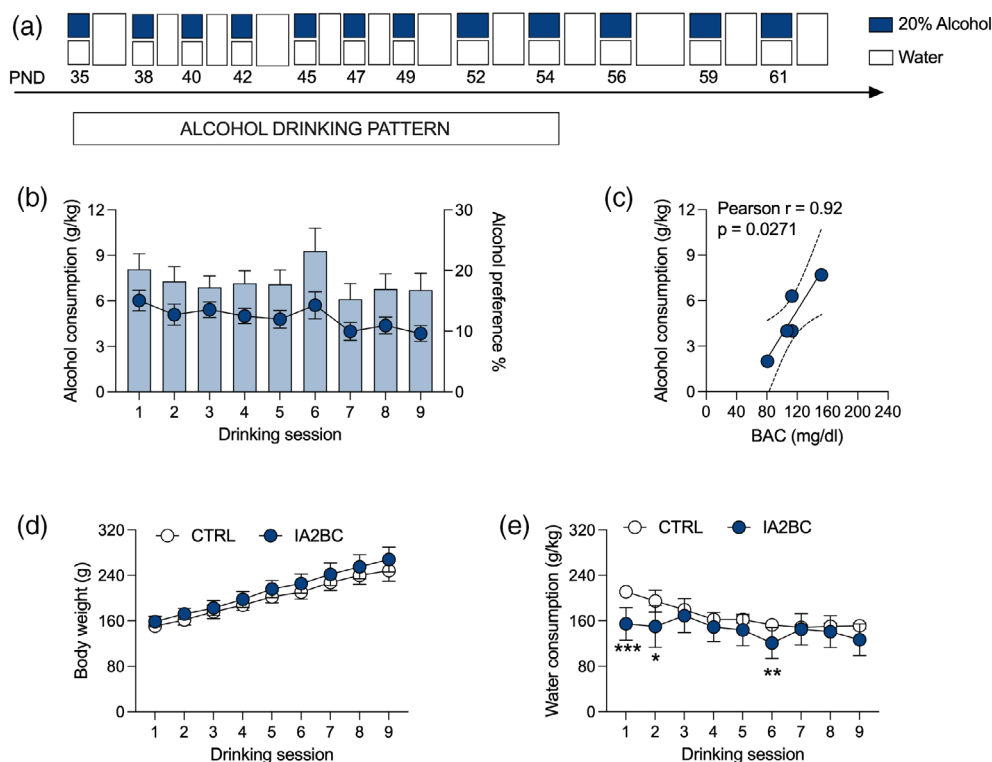 (a)
20% Alcohol
Water
PND 35 38 40 42 45 47 49 52 54 56 59 61
ALCOHOL DRINKING PATTERN
(b)
Alcohol consumption (g/kg)
12
9
6
3
0
30
20
10
0
Alcohol preference %
1 2 3 4 5 6 7 8 9
Drinking session
(c)
Pearson r = 0.92
p = 0.0271
Alcohol consumption (g/kg)
12
9
6
3
0
0 40 80 120 160 200 240
BAC (mg/dl)
(d)
CTRL IA2BC
Body weight (g)
320
240
160
80
0
1 2 3 4 5 6 7 8 9
Drinking session
(e)
CTRL IA2BC
Water consumption (g/kg)
320
240
160
80
0
*** * **
1 2 3 4 5 6 7 8 9
Drinking session